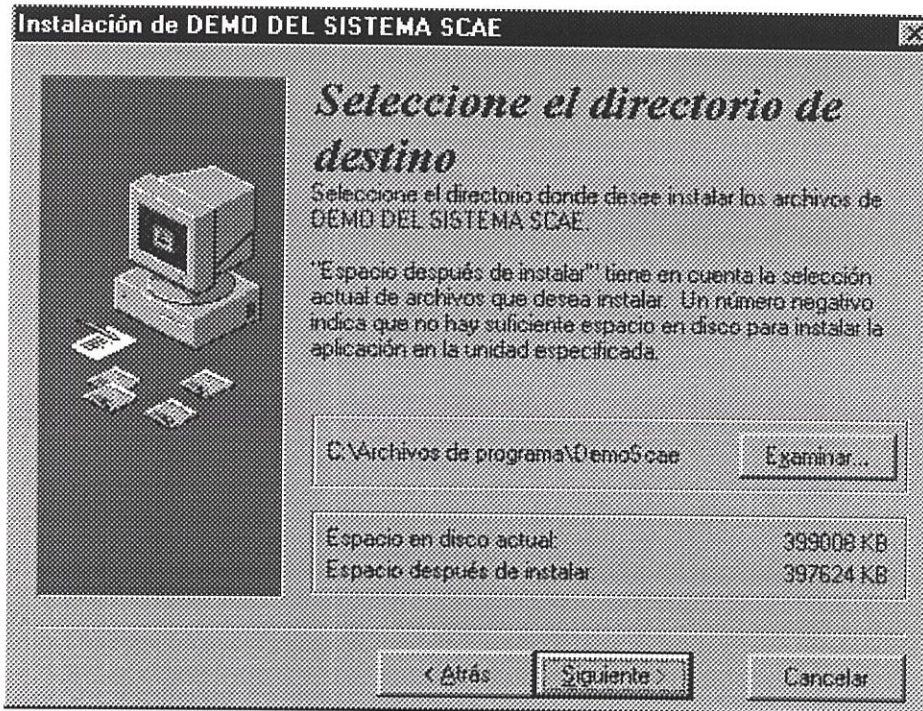 Instalación de DEMO DEL SISTEMA SCAE
Seleccione el directorio de
destino
Seleccione el directorio donde desee instalar los archivos de
DEMO DEL SISTEMA SCAE.
"Espacio después de instalar"' tiene en cuenta la selección
actual de archivos que desea instalar. Un número negativo
indica que no hay suficiente espacio en disco para instalar la
aplicación en la unidad especificada.
C:\Archivos de programa\DemoScae
Examinar...
Espacio en disco actual: 399008 KB
Espacio después de instalar 397624 KB
< Atrás
Siguiente >
Cancelar